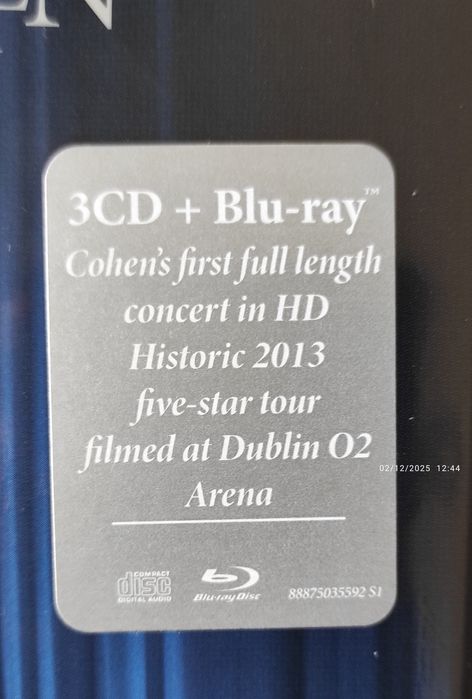 EN
3CD + Blu-ray™
Cohen's first full length
concert in HD
Historic 2013
five-star tour
filmed at Dublin O2
Arena
02/12/2025 12:44
COMPACT
disc
DIGITAL AUDIO
Blu-ray Disc
88875035592 S1